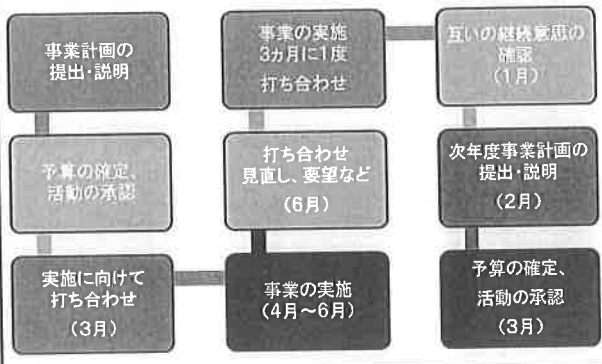 事業計画の
提出・説明
予算の確定、
活動の承認
実施に向けて
打ち合わせ
(3月)
事業の実施
(4月～6月)
打ち合わせ
見直し、要望など
(6月)
事業の実施
3カ月に1度
打ち合わせ
互いの継続意思の
確認
(1月)
次年度事業計画の
提出・説明
(2月)
予算の確定、
活動の承認
(3月)